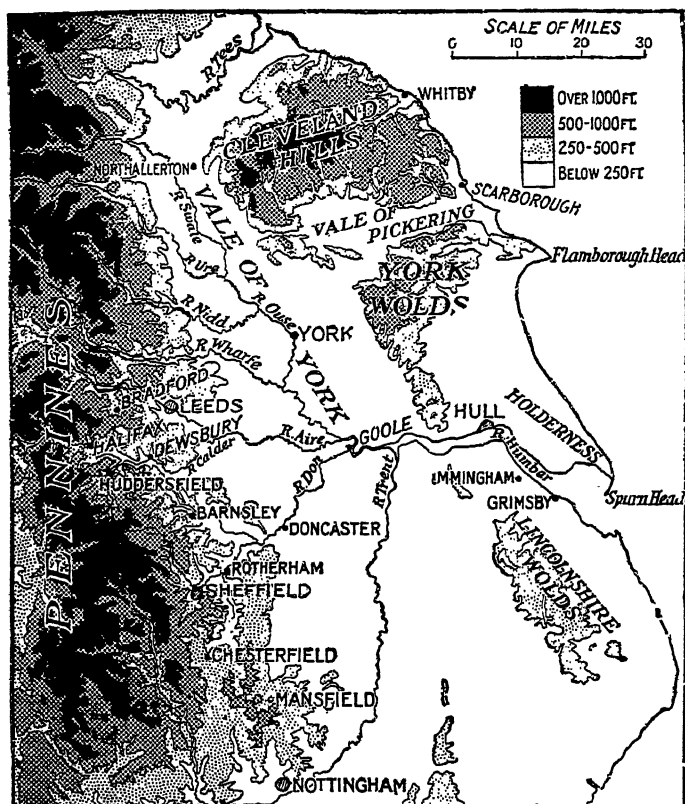 SCALE OF MILES
0 10 20 30
OVER 1,000 FT.
500-1000 FT.
250-500 FT.
BELOW 250 FT.
R. Tees
WHITBY
CLEVELAND
HILLS
NORTHALLERTON
SCARBOROUGH
VALE OF
PICKERING
VALE OF
YORK
R. Swale
R. Ure
Flamborough Head
YORK
WOLDS
R. Nidd
R. Ouse
YORK
R. Wharfe
PENNINES
BRADFORD
LEEDS
HALIFAX
DEWSBURY
R. Calder
R. Aire
GOOLE
HULL
HOLDERNESS
R. Humber
HUDDERSFIELD
R. Don
R. Trent
IMMINGHAM
GRIMSBY
Spurn Head
BARNSLEY
DONCASTER
LINCOLNSHIRE
WOLDS
ROTHERHAM
SHEFFIELD
CHESTERFIELD
MANSFIELD
NOTTINGHAM